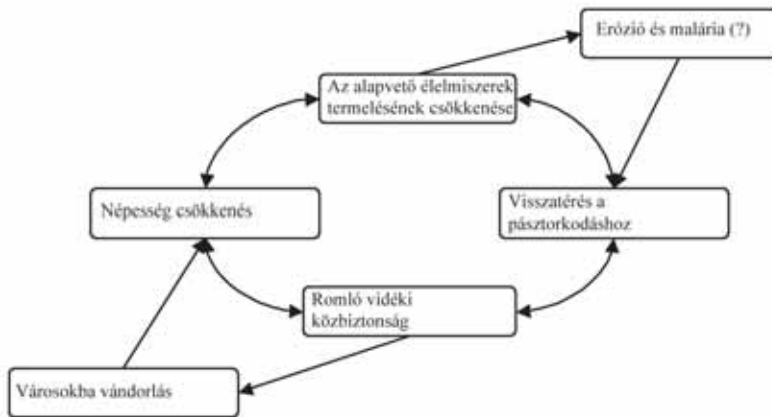 Erózió és malária (?)
Az alapvető élelmiszerek
termelésének csökkenése
Népesség csökkenés
Visszatérés a
pásztorkodáshoz
Romló vidéki
közbiztonság
Városokba vándorlás